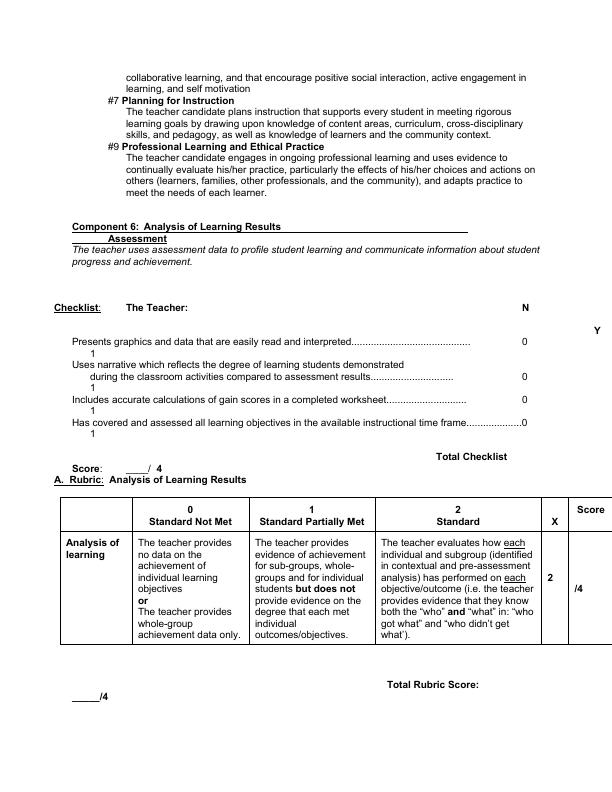 collaborative learning, and that encourage positive social interaction, active engagement in
learning, and self motivation
#7 Planning for Instruction
The teacher candidate plans instruction that supports every student in meeting rigorous
learning goals by drawing upon knowledge of content areas, curriculum, cross-disciplinary
skills, and pedagogy, as well as knowledge of learners and the community context.
#9 Professional Learning and Ethical Practice
The teacher candidate engages in ongoing professional learning and uses evidence to
continually evaluate his/her practice, particularly the effects of his/her choices and actions on
others (learners, families, other professionals, and the community), and adapts practice to
meet the needs of each learner.
Component 6: Analysis of Learning Results
Assessment
The teacher uses assessment data to profile student learning and communicate information about student
progress and achievement.
Checklist: The Teacher: N
Y
Presents graphics and data that are easily read and interpreted......................................... 0
1
Uses narrative which reflects the degree of learning students demonstrated
during the classroom activities compared to assessment results............................ 0
1
Includes accurate calculations of gain scores in a completed worksheet........................... 0
1
Has covered and assessed all learning objectives in the available instructional time frame...................0
1
Total Checklist
Score: ____/ 4
A. Rubric: Analysis of Learning Results
0 1 2 Score
Standard Not Met Standard Partially Met Standard X
Analysis of
learning
The teacher provides
no data on the
achievement of
individual learning
objectives
or
The teacher provides
whole-group
achievement data only.
The teacher provides
evidence of achievement
for sub-groups, whole-
groups and for individual
students but does not
provide evidence on the
degree that each met
individual
outcomes/objectives.
The teacher evaluates how each
individual and subgroup (identified
in contextual and pre-assessment
analysis) has performed on each
objective/outcome (i.e. the teacher
provides evidence that they know
both the “who” and “what” in: “who
got what” and “who didn’t get
what’).
2
/4
Total Rubric Score:
_____/4